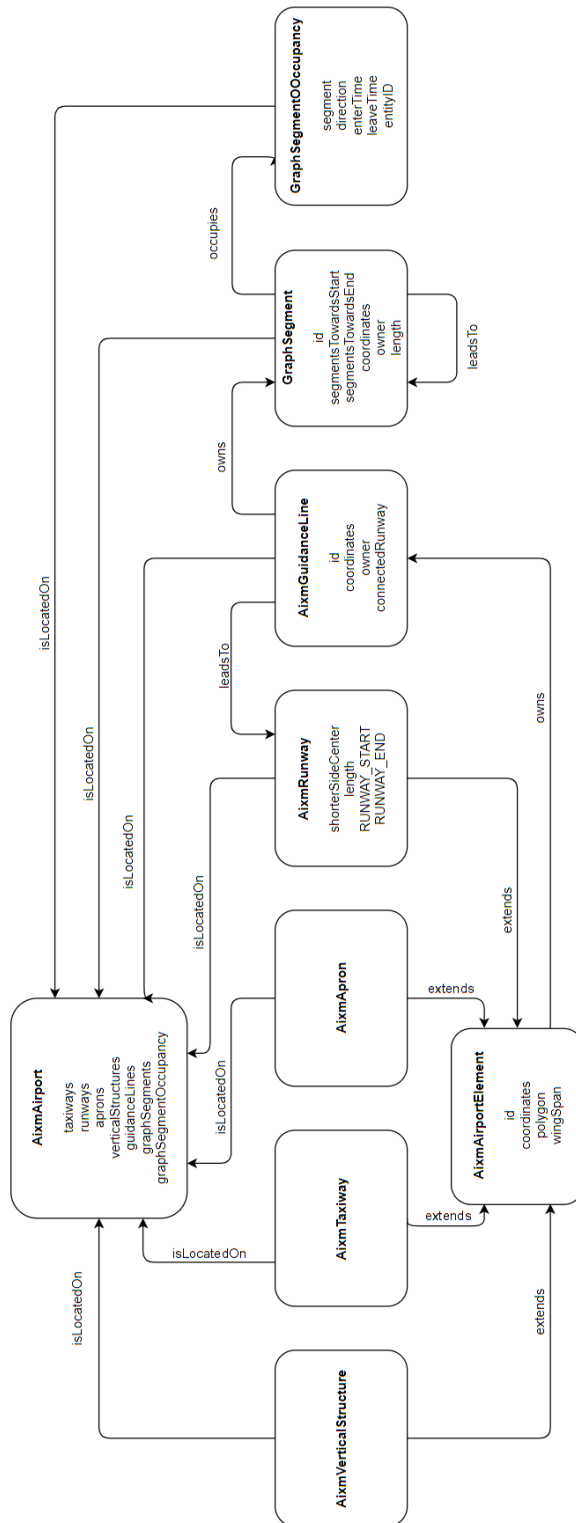 AixmAirport
taxiways
runways
aprons
verticalStructures
guidanceLines
graphSegments
graphSegmentOccupancy
isLocatedOn
isLocatedOn
isLocatedOn
isLocatedOn
isLocatedOn
isLocatedOn
isLocatedOn
AixmVerticalStructure
AixmTaxiway
AixmApron
AixmRunway
shorterSideCenter
length
RUNWAY_START
RUNWAY_END
leadsTo
AixmGuidanceLine
id
coordinates
owner
connectedRunway
owns
GraphSegment
id
segmentsTowardsStart
segmentsTowardsEnd
coordinates
owner
length
leadsTo
occupies
GraphSegmentOOccupancy
segment
direction
enterTime
leaveTime
entityID
extends
extends
extends
extends
AixmAirportElement
id
coordinates
polygon
wingSpan
owns